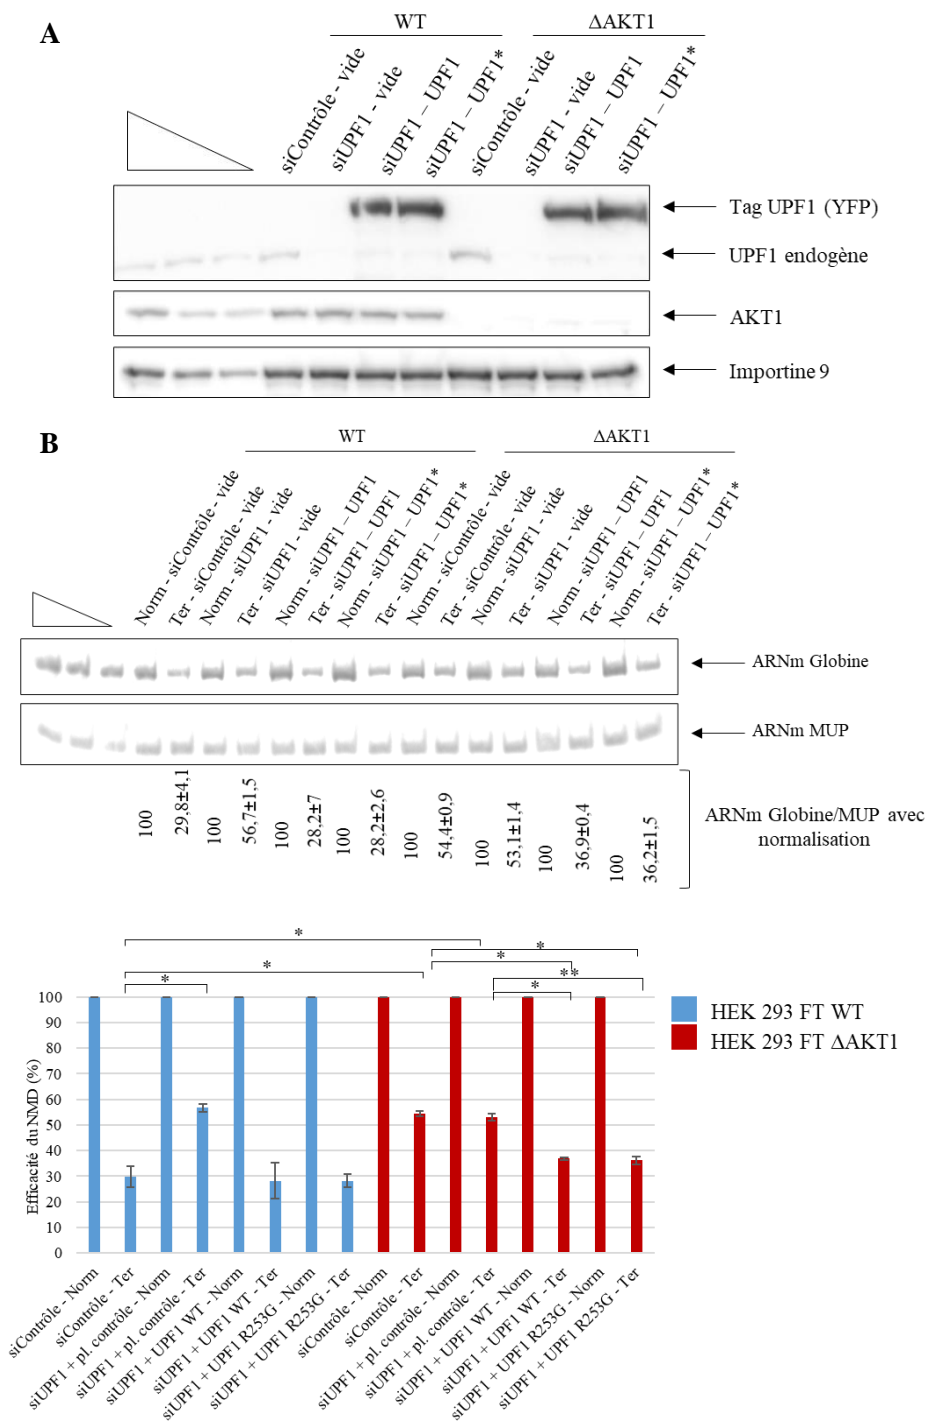 A
WT
ΔAKT1
siContrôle - vide
siUPF1 - vide
siUPF1 – UPF1
siUPF1 – UPF1*
siContrôle - vide
siUPF1 - vide
siUPF1 – UPF1
siUPF1 – UPF1*
Tag UPF1 (YFP)
UPF1 endogène
AKT1
Importine 9
B
WT
ΔAKT1
Norm - siContrôle - vide
Ter - siContrôle - vide
Norm - siUPF1 - vide
Ter - siUPF1 - vide
Norm - siUPF1 – UPF1
Ter - siUPF1 – UPF1
Norm - siUPF1 – UPF1*
Ter - siUPF1 – UPF1*
Norm - siContrôle - vide
Ter - siContrôle - vide
Norm - siUPF1 - vide
Ter - siUPF1 - vide
Norm - siUPF1 – UPF1
Ter - siUPF1 – UPF1
Norm - siUPF1 – UPF1*
Ter - siUPF1 – UPF1*
ARNm Globine
ARNm MUP
100
29,8±4,1
100
56,7±1,5
100
28,2±7
100
28,2±2,6
100
54,4±0,9
100
53,1±1,4
100
36,9±0,4
100
36,2±1,5
ARNm Globine/MUP avec
normalisation
*
*
*
*
*
**
*
Efficacité du NMD (%)
100
90
80
70
60
50
40
30
20
10
0
HEK 293 FT WT
HEK 293 FT ΔAKT1
siContrôle - Norm
siContrôle - Ter
siUPF1 + pl. contrôle - Norm
siUPF1 + pl. contrôle - Ter
siUPF1 + UPF1 WT - Norm
siUPF1 + UPF1 WT - Ter
siUPF1 + UPF1 R253G - Norm
siUPF1 + UPF1 R253G - Ter
siContrôle - Norm
siContrôle - Ter
siUPF1 + pl. contrôle - Norm
siUPF1 + pl. contrôle - Ter
siUPF1 + UPF1 WT - Norm
siUPF1 + UPF1 WT - Ter
siUPF1 + UPF1 R253G - Norm
siUPF1 + UPF1 R253G - Ter